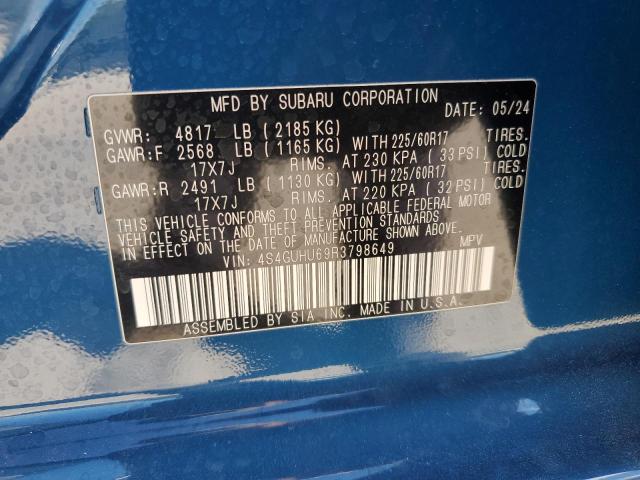 MFD BY SUBARU CORPORATION DATE: 05/24
GVWR: 4817 LB (2185 KG)
GAWR:F 2568 LB (1165 KG) WITH 225/60R17 TIRES.
17X7J RIMS. AT 230 KPA (33 PSI) COLD
GAWR:R 2491 LB (1130 KG) WITH 225/60R17 TIRES.
17X7J RIMS. AT 220 KPA (32 PSI) COLD
THIS VEHICLE CONFORMS TO ALL APPLICABLE FEDERAL MOTOR
VEHICLE SAFETY AND THEFT PREVENTION STANDARDS
IN EFFECT ON THE DATE OF MANUFACTURE SHOWN ABOVE.
VIN: 4S4GUHU69R3798649 MPV
ASSEMBLED BY SIA INC. MADE IN U.S.A.